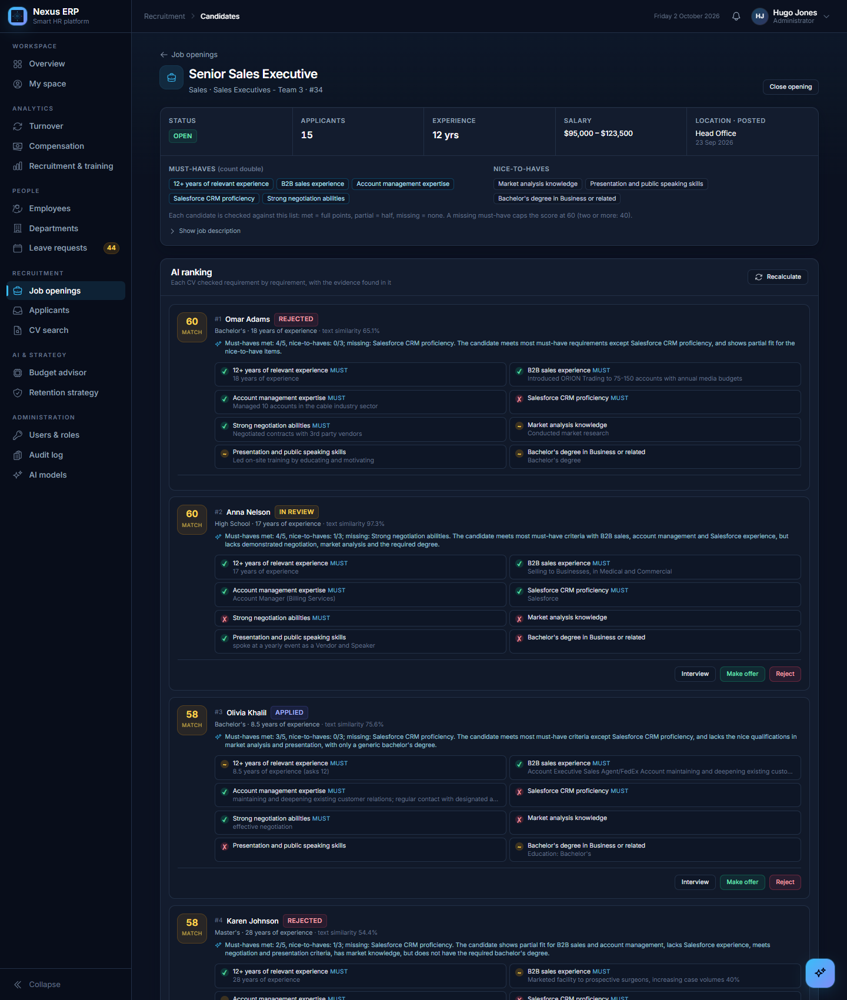 Nexus ERP
Smart HR platform
Recruitment
Candidates
Friday 2 October 2026
HJ
Hugo Jones
Administrator
WORKSPACE
Overview
My space
ANALYTICS
Turnover
Compensation
Recruitment & training
PEOPLE
Employees
Departments
Leave requests
44
RECRUITMENT
Job openings
Applicants
CV search
AI & STRATEGY
Budget advisor
Retention strategy
ADMINISTRATION
Users & roles
Audit log
AI models
Collapse
Job openings
Senior Sales Executive
Sales · Sales Executives - Team 3 · #34
Close opening
STATUS
OPEN
APPLICANTS
15
EXPERIENCE
12 yrs
SALARY
$95,000 – $123,500
LOCATION · POSTED
Head Office
23 Sep 2026
MUST-HAVES (count double)
12+ years of relevant experience
B2B sales experience
Account management expertise
Salesforce CRM proficiency
Strong negotiation abilities
NICE-TO-HAVES
Market analysis knowledge
Presentation and public speaking skills
Bachelor's degree in Business or related
Each candidate is checked against this list: met = full points, partial = half, missing = none. A missing must-have caps the score at 60 (two or more: 40).
Show job description
AI ranking
Each CV checked requirement by requirement, with the evidence found in it
Recalculate
60
MATCH
#1 Omar Adams REJECTED
Bachelor's · 18 years of experience · text similarity 65.1%
Must-haves met: 4/5, nice-to-haves: 0/3; missing: Salesforce CRM proficiency. The candidate meets most must-have requirements except Salesforce CRM proficiency, and shows partial fit for the
nice-to-have items.
12+ years of relevant experience MUST
18 years of experience
B2B sales experience MUST
Introduced ORION Trading to 75-150 accounts with annual media budgets
Account management expertise MUST
Managed 10 accounts in the cable industry sector
Salesforce CRM proficiency MUST
Strong negotiation abilities MUST
Negotiated contracts with 3rd party vendors
Market analysis knowledge
Conducted market research
Presentation and public speaking skills
Led on-site training by educating and motivating
Bachelor's degree in Business or related
Bachelor's degree
60
MATCH
#2 Anna Nelson IN REVIEW
High School · 17 years of experience · text similarity 97.3%
Must-haves met: 4/5, nice-to-haves: 1/3; missing: Strong negotiation abilities. The candidate meets most must-have criteria with B2B sales, account management and Salesforce experience, but
lacks demonstrated negotiation, market analysis and the required degree.
12+ years of relevant experience MUST
17 years of experience
B2B sales experience MUST
Selling to Businesses, in Medical and Commercial
Account management expertise MUST
Account Manager (Billing Services)
Salesforce CRM proficiency MUST
Salesforce
Strong negotiation abilities MUST
Market analysis knowledge
Presentation and public speaking skills
spoke at a yearly event as a Vendor and Speaker
Bachelor's degree in Business or related
Interview
Make offer
Reject
58
MATCH
#3 Olivia Khalil APPLIED
Bachelor's · 8.5 years of experience · text similarity 75.6%
Must-haves met: 3/5, nice-to-haves: 0/3; missing: Salesforce CRM proficiency. The candidate meets most must-have criteria except Salesforce CRM proficiency, and lacks the nice qualifications in
market analysis and presentation, with only a generic bachelor's degree.
12+ years of relevant experience MUST
8.5 years of experience (asks 12)
B2B sales experience MUST
Account Executive Sales Agent/FedEx Account maintaining and deepening existing custo...
Account management expertise MUST
maintaining and deepening existing customer relations; regular contact with designated a...
Salesforce CRM proficiency MUST
Strong negotiation abilities MUST
effective negotiation
Market analysis knowledge
Presentation and public speaking skills
Bachelor's degree in Business or related
Education: Bachelor's
Interview
Make offer
Reject
58
MATCH
#4 Karen Johnson REJECTED
Master's · 28 years of experience · text similarity 54.4%
Must-haves met: 2/5, nice-to-haves: 1/3; missing: Salesforce CRM proficiency. The candidate shows partial fit for B2B sales and account management, lacks Salesforce experience, meets
negotiation and presentation criteria, has market knowledge, but does not have the required bachelor's degree.
12+ years of relevant experience MUST
28 years of experience
B2B sales experience MUST
Marketed facility to prospective surgeons, increasing case volumes 40%
Account management expertise MUST
Salesforce CRM proficiency MUST